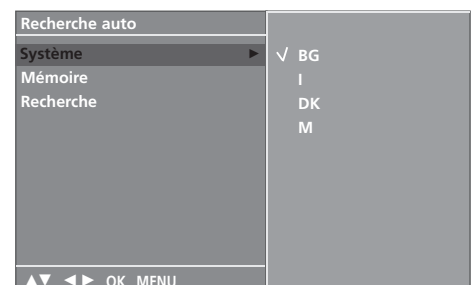 Recherche auto
Système ►
Mémoire
Recherche
√ BG
I
DK
M
▲▼ ◄► OK MENU